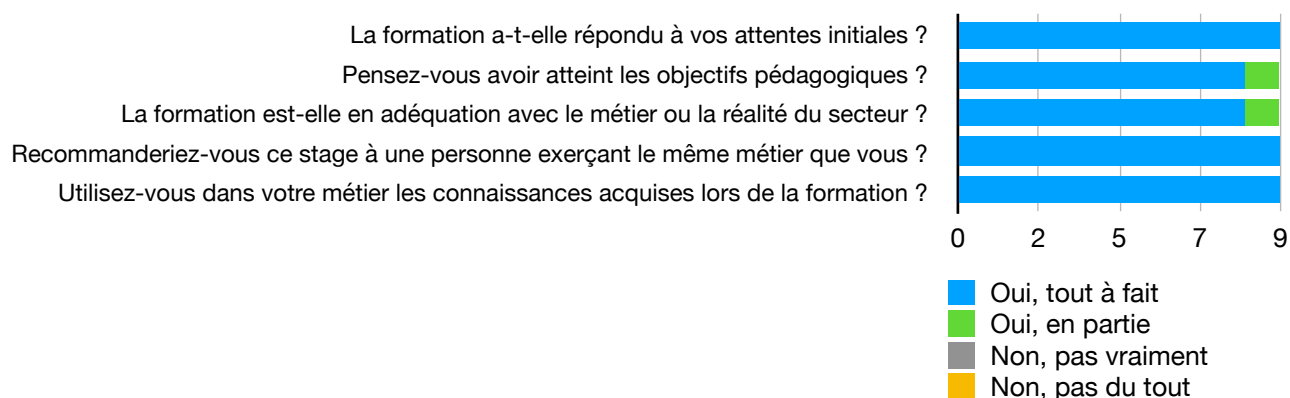 La formation a-t-elle répondu à vos attentes initiales ?
Pensez-vous avoir atteint les objectifs pédagogiques ?
La formation est-elle en adéquation avec le métier ou la réalité du secteur ?
Recommanderiez-vous ce stage à une personne exerçant le même métier que vous ?
Utilisez-vous dans votre métier les connaissances acquises lors de la formation ?
0 2 5 7 9
Oui, tout à fait
Oui, en partie
Non, pas vraiment
Non, pas du tout